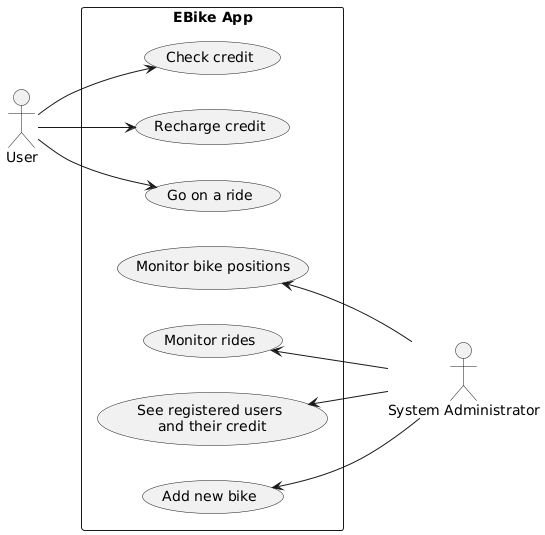 EBike App
Check credit
Recharge credit
User
Go on a ride
Monitor bike positions
Monitor rides
System Administrator
See registered users
and their credit
Add new bike